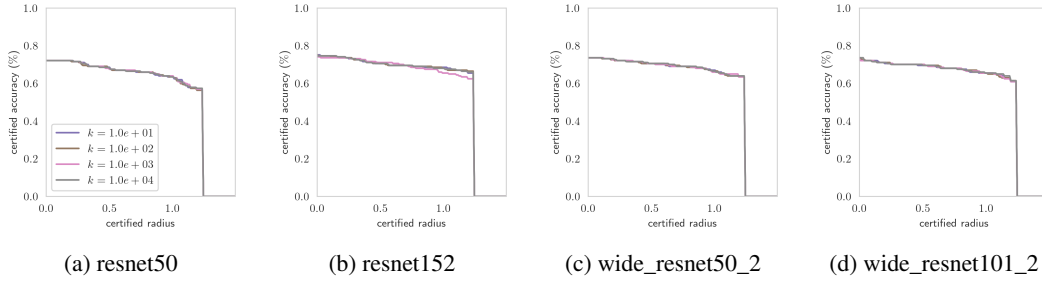 1.0
0.8
0.6
0.4
0.2
0.0
certified accuracy (%)
k = 1.0e + 01
k = 1.0e + 02
k = 1.0e + 03
k = 1.0e + 04
0.0 0.5 1.0
certified radius
(a) resnet50
1.0
0.8
0.6
0.4
0.2
0.0
certified accuracy (%)
0.0 0.5 1.0
certified radius
(b) resnet152
1.0
0.8
0.6
0.4
0.2
0.0
certified accuracy (%)
0.0 0.5 1.0
certified radius
(c) wide_resnet50_2
1.0
0.8
0.6
0.4
0.2
0.0
certified accuracy (%)
0.0 0.5 1.0
certified radius
(d) wide_resnet101_2